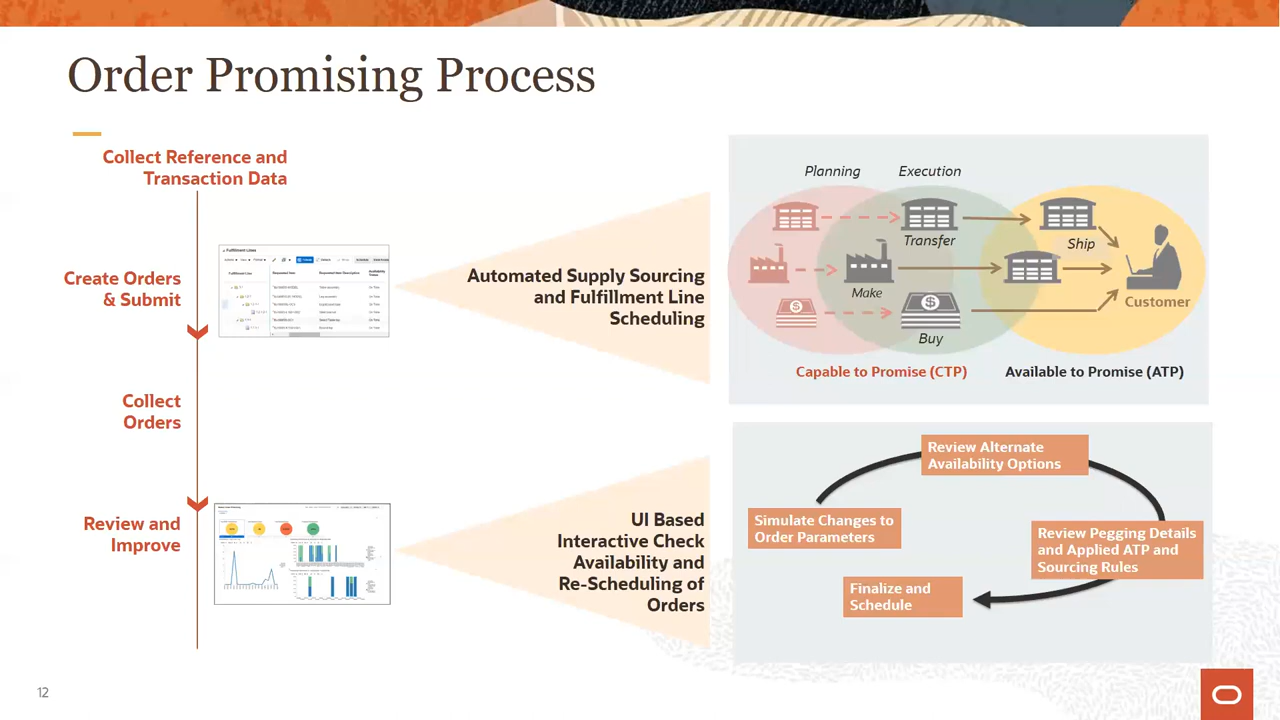 Order Promising Process
Collect Reference and
Transaction Data
Create Orders
& Submit
Collect
Orders
Review and
Improve
Fulfillment Lines
Automated Supply Sourcing
and Fulfillment Line
Scheduling
UI Based
Interactive Check
Availability and
Re-Scheduling of
Orders
Planning
Execution
Transfer
Ship
Make
Customer
Buy
Capable to Promise (CTP)
Available to Promise (ATP)
Review Alternate
Availability Options
Simulate Changes to
Order Parameters
Review Pegging Details
and Applied ATP and
Sourcing Rules
Finalize and
Schedule
12